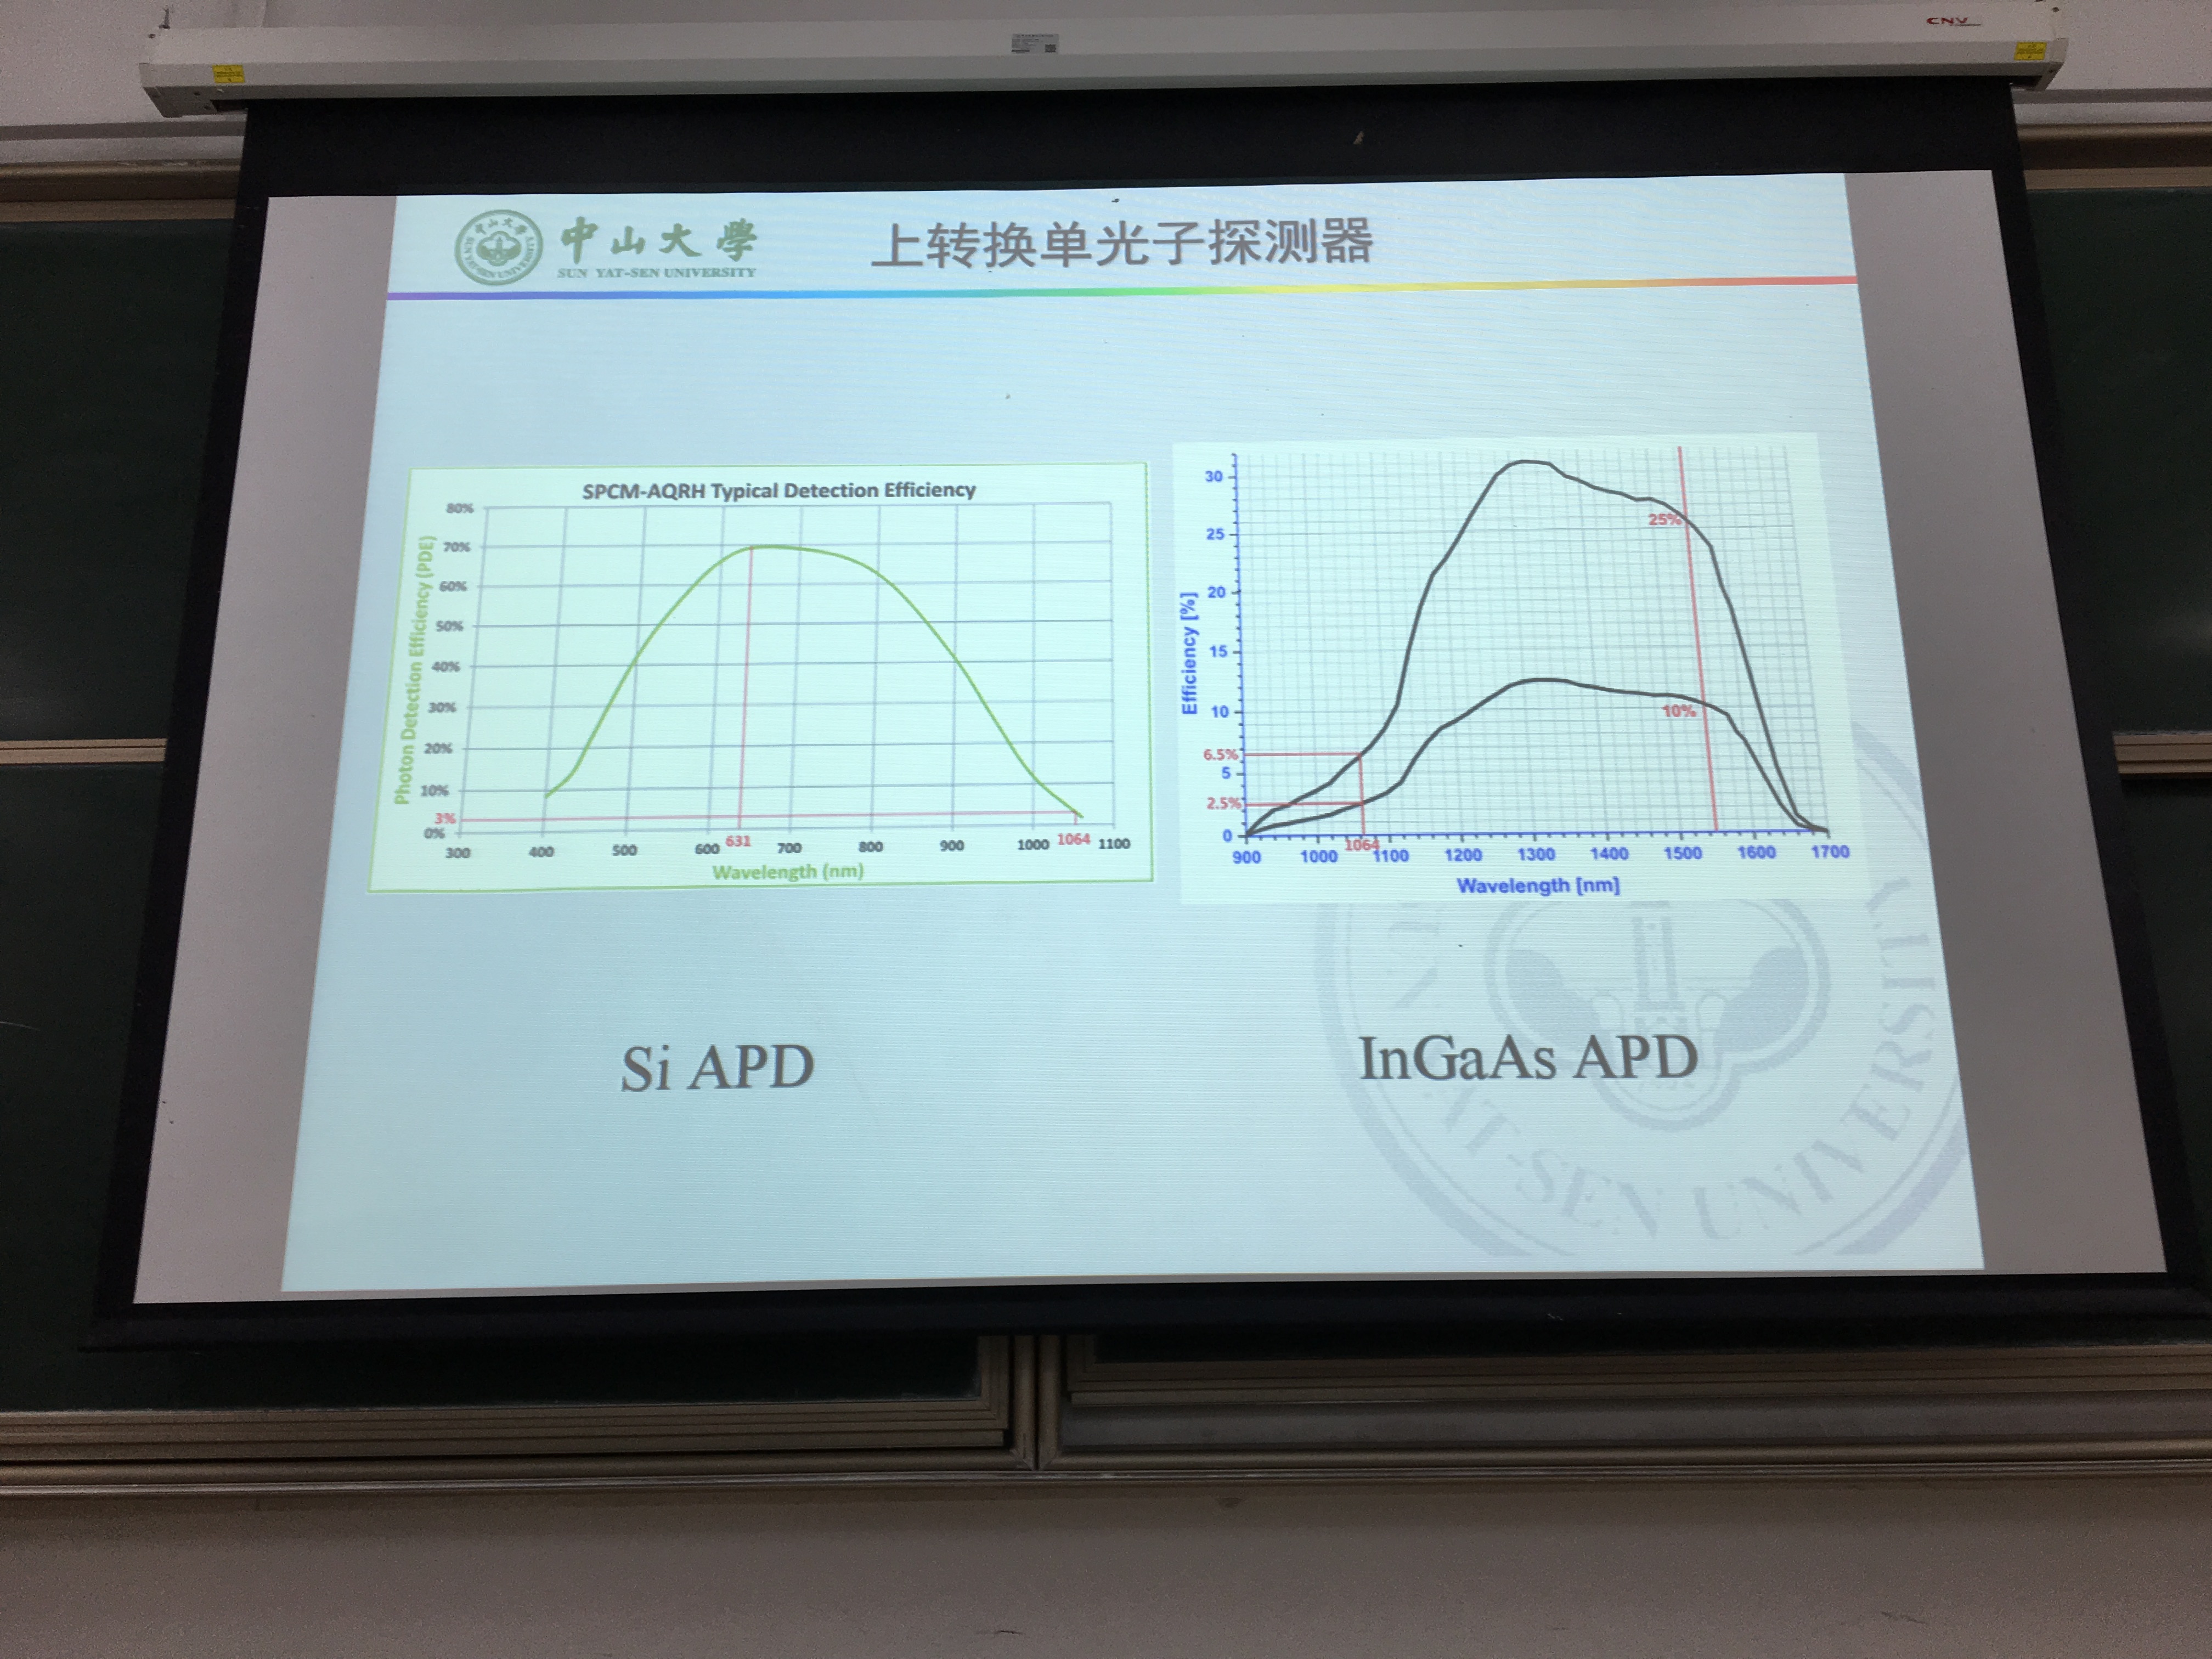 CNV
中山大學
SUN YAT-SEN UNIVERSITY
上转换单光子探测器
SPCM-AQRH Typical Detection Efficiency
Photon Detection Efficiency (PDE)
80%
70%
60%
50%
40%
30%
20%
10%
3%
0%
300 400 500 600 631 700 800 900 1000 1064 1100
Wavelength (nm)
Efficiency [%]
30
25
20
15
10
6.5%
5
2.5%
0
25%
10%
900 1000 1064 1100 1200 1300 1400 1500 1600 1700
Wavelength [nm]
Si APD
InGaAs APD
AT-SEN UNIVERSITY